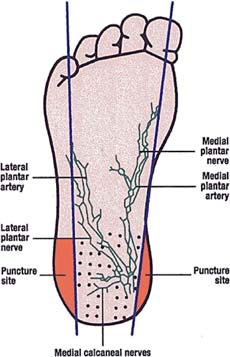 Medial
plantar
nerve
Lateral
plantar
artery
Medial
plantar
artery
Lateral
plantar
nerve
Puncture
site
Puncture
site
Medial calcaneal nerves